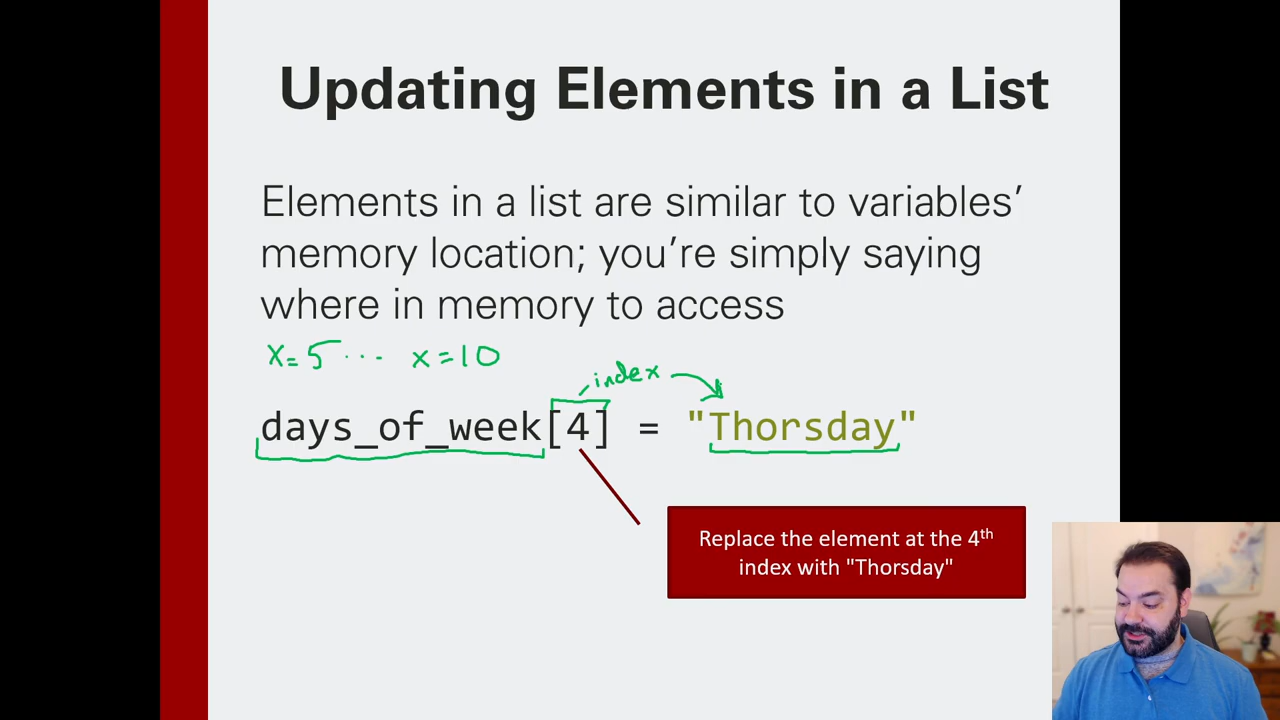 Updating Elements in a List
Elements in a list are similar to variables’
memory location; you’re simply saying
where in memory to access
x=5 ... x=10
index
days_of_week[4] = "Thorsday"
Replace the element at the 4th
index with "Thorsday"